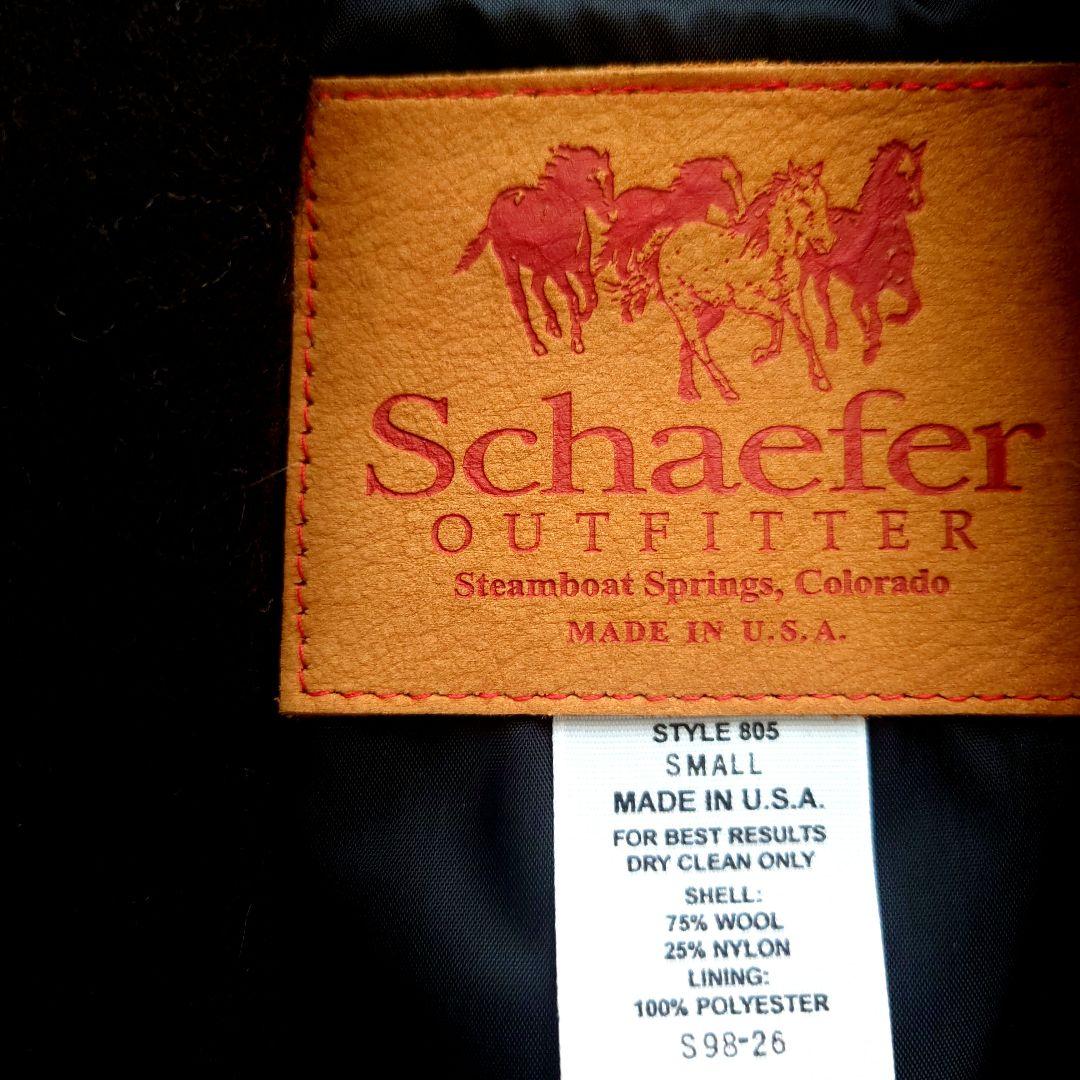 Schaefer
OUTFITTER
Steamboat Springs, Colorado
MADE IN U.S.A.
STYLE 805
SMALL
MADE IN U.S.A.
FOR BEST RESULTS
DRY CLEAN ONLY
SHELL:
75% WOOL
25% NYLON
LINING:
100% POLYESTER
S98-26